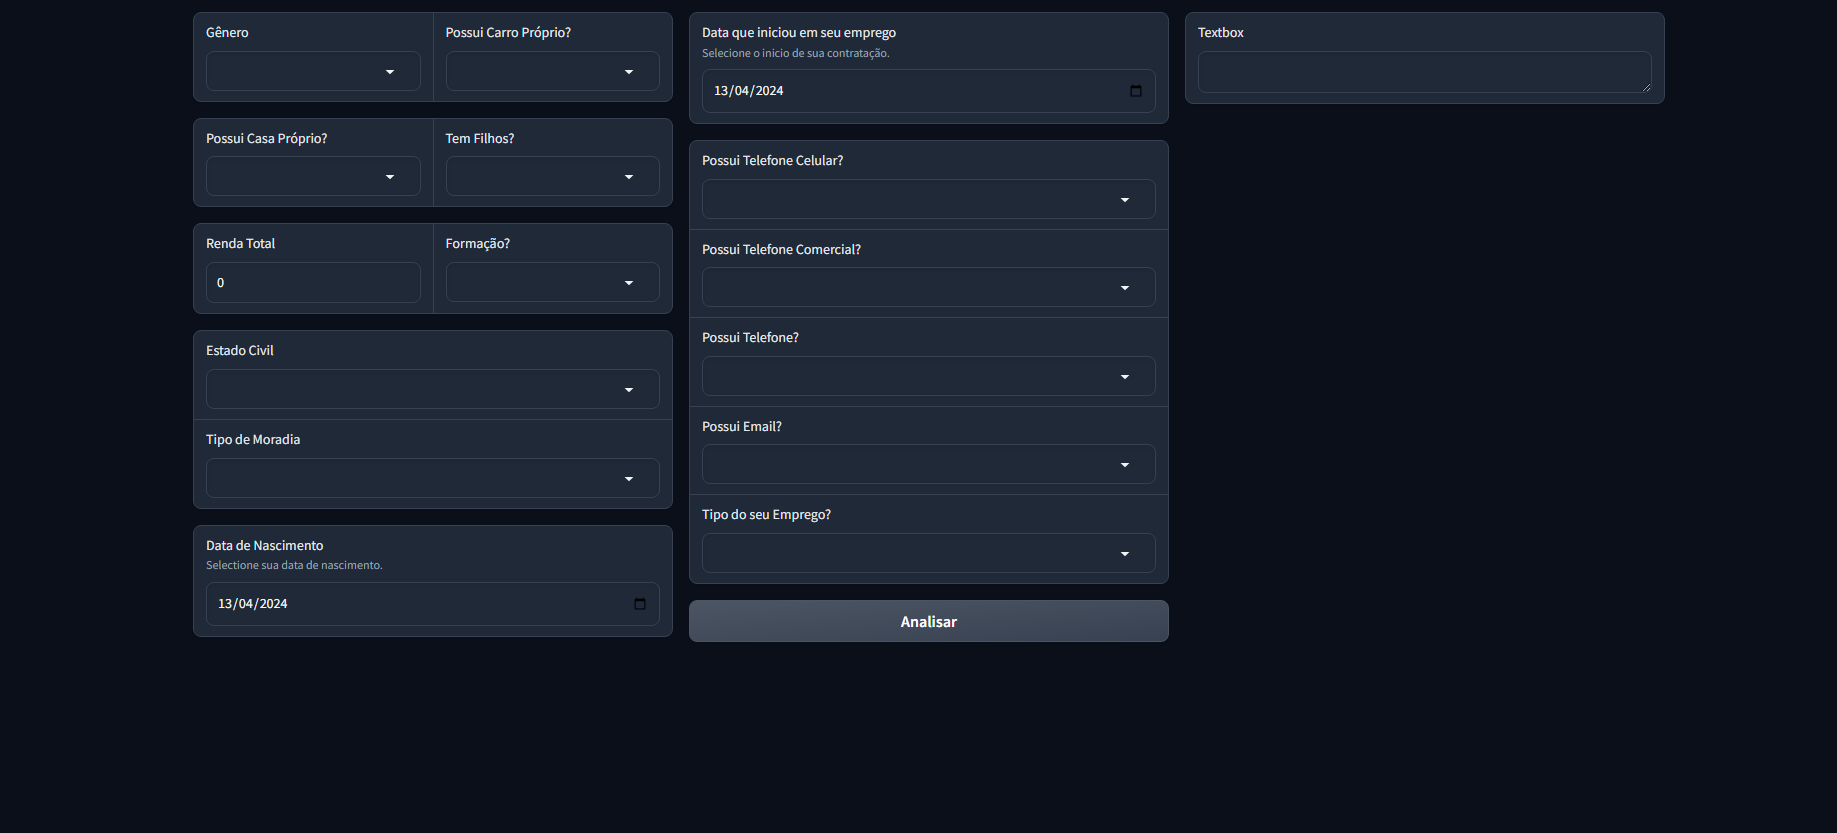 Gênero
Possui Carro Próprio?
Possui Casa Próprio?
Tem Filhos?
Renda Total
0
Formação?
Estado Civil
Tipo de Moradia
Data de Nascimento
Selectione sua data de nascimento.
13/04/2024
Data que iniciou em seu emprego
Selecione o inicio de sua contratação.
13/04/2024
Possui Telefone Celular?
Possui Telefone Comercial?
Possui Telefone?
Possui Email?
Tipo do seu Emprego?
Analisar
Textbox